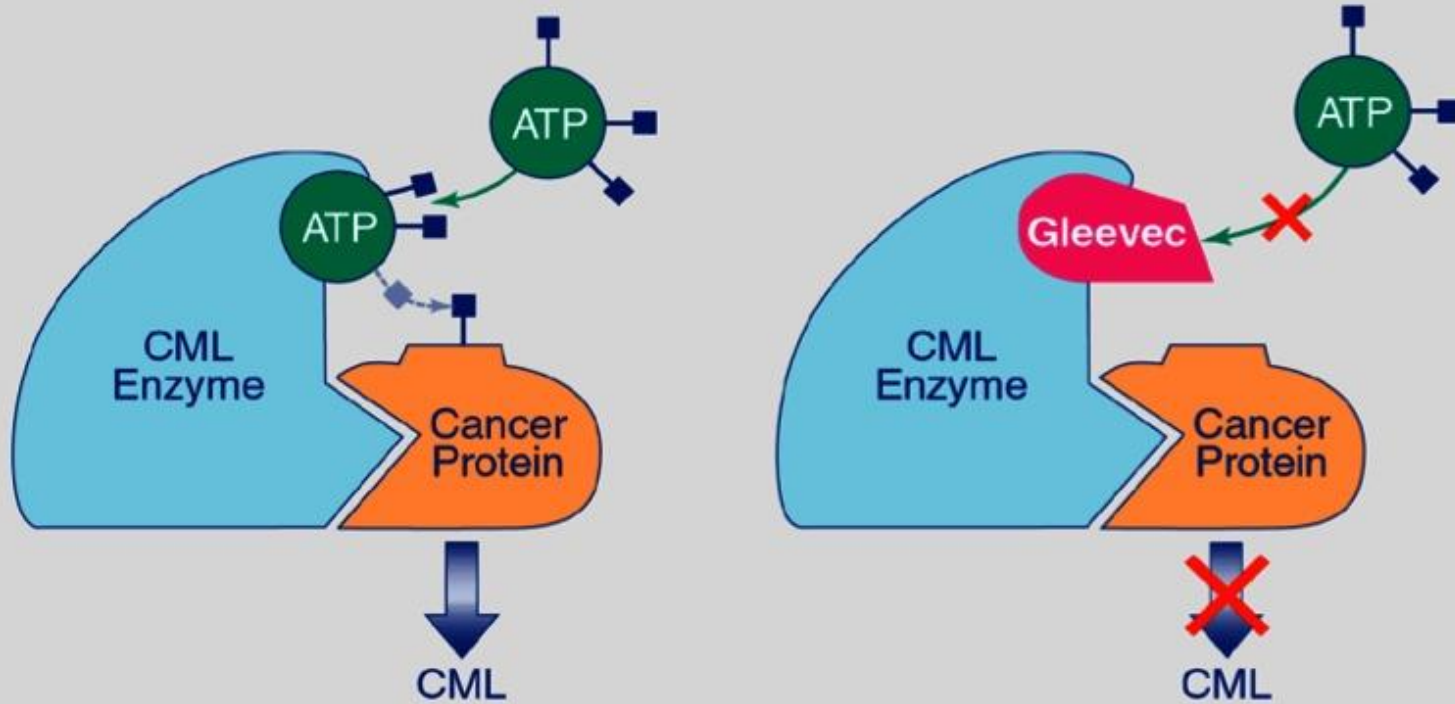 ATP
ATP
CML
Enzyme
Cancer
Protein
CML
ATP
Gleevec
CML
Enzyme
Cancer
Protein
CML